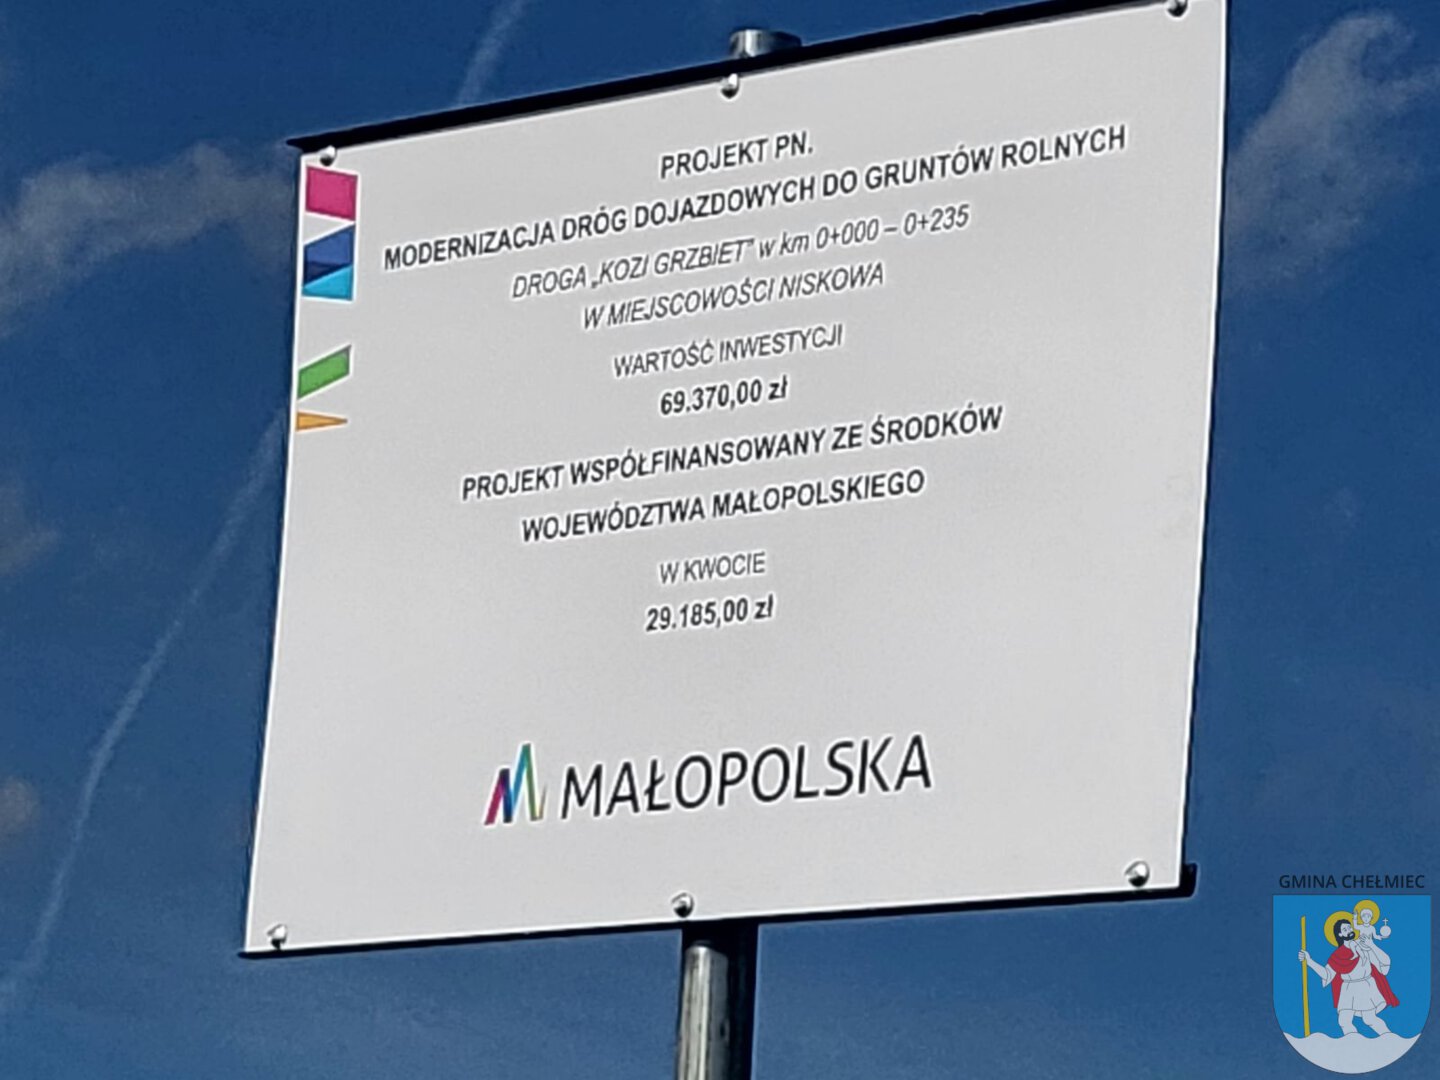 PROJEKT PN.
MODERNIZACJA DRÓG DOJAZDOWYCH DO GRUNTÓW ROLNYCH
DROGA „KOZI GRZBIET” w km 0+000 – 0+235
W MIEJSCOWOŚCI NISKOWA
WARTOŚĆ INWESTYCJI
69.370,00 zł
PROJEKT WSPÓŁFINANSOWANY ZE ŚRODKÓW
WOJEWÓDZTWA MAŁOPOLSKIEGO
W KWOCIE
29.185,00 zł
MAŁOPOLSKA
GMINA CHEŁMIEC